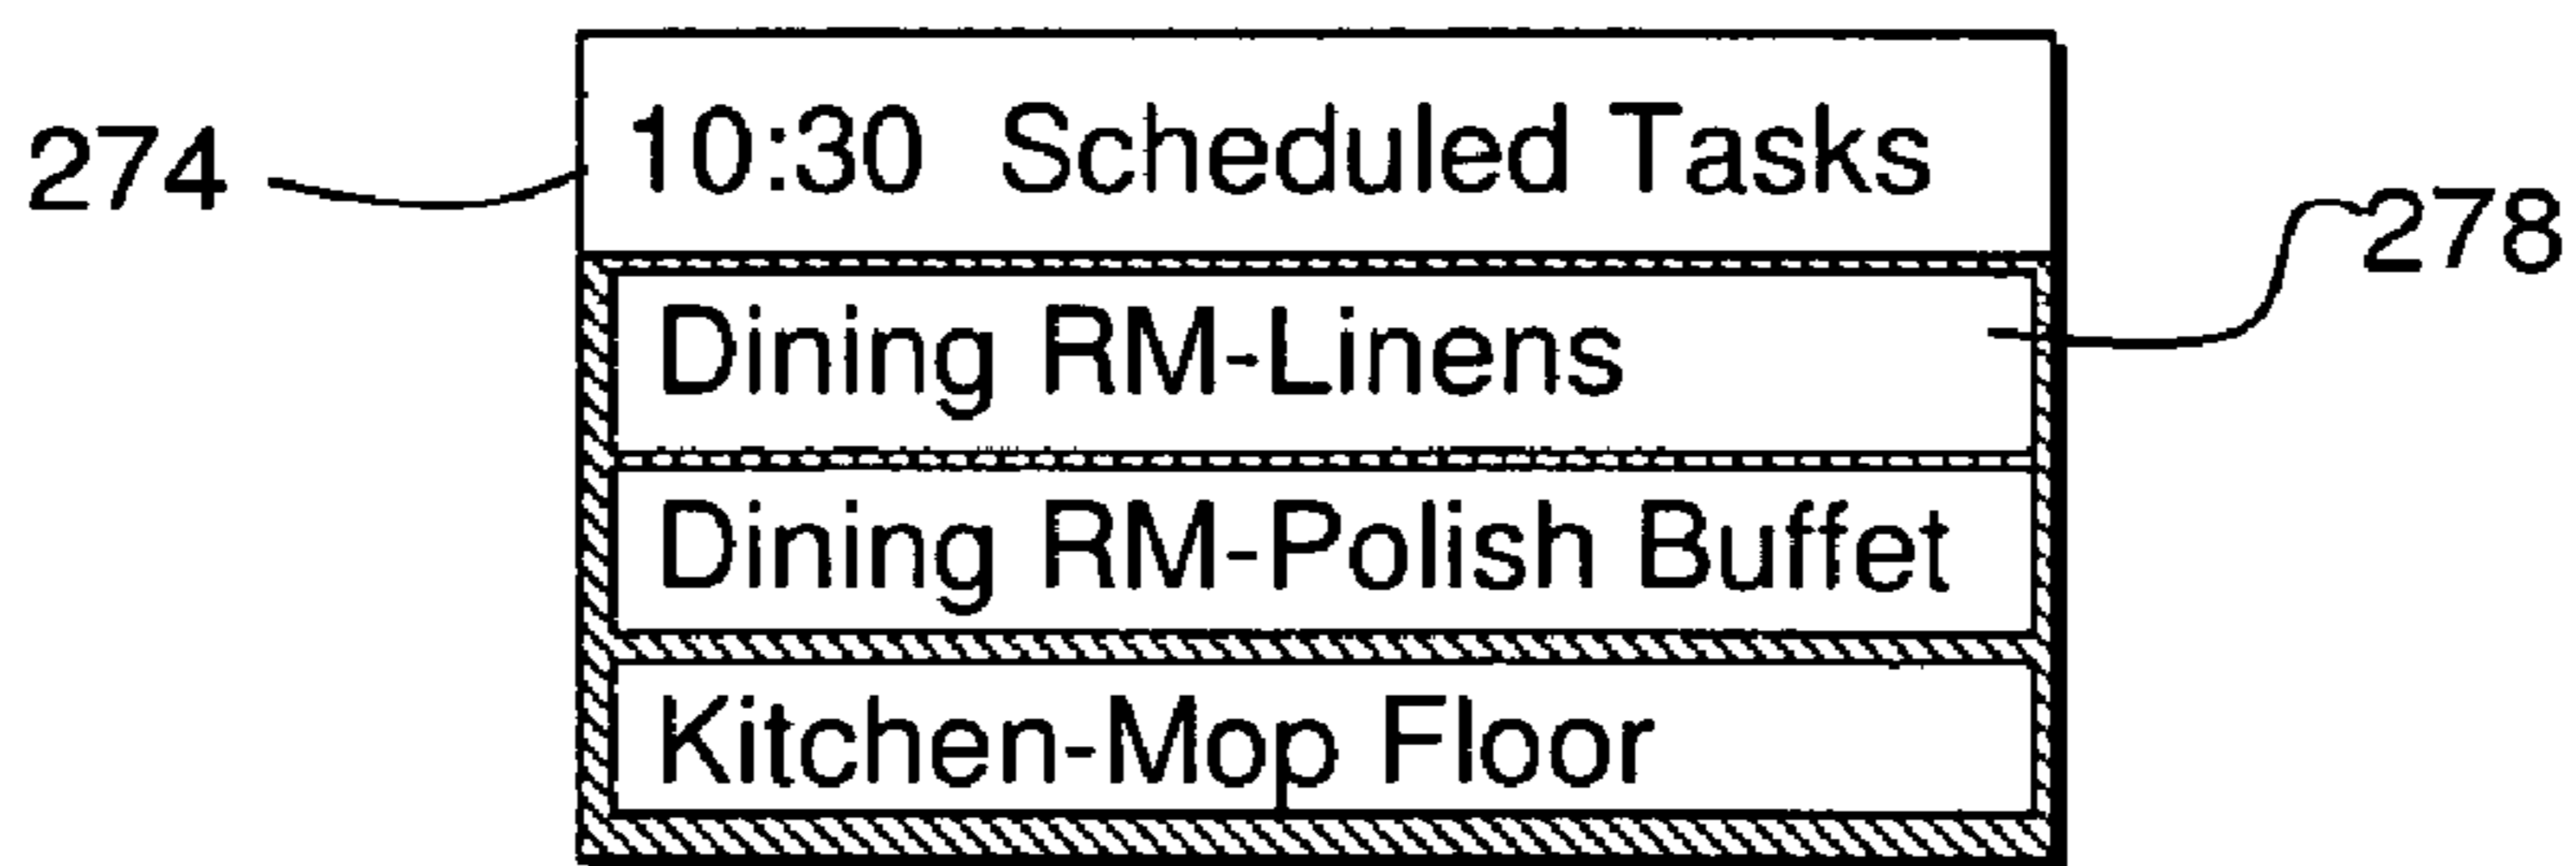 274
10:30 Scheduled Tasks
278
Dining RM-Linens
Dining RM-Polish Buffet
Kitchen-Mop Floor